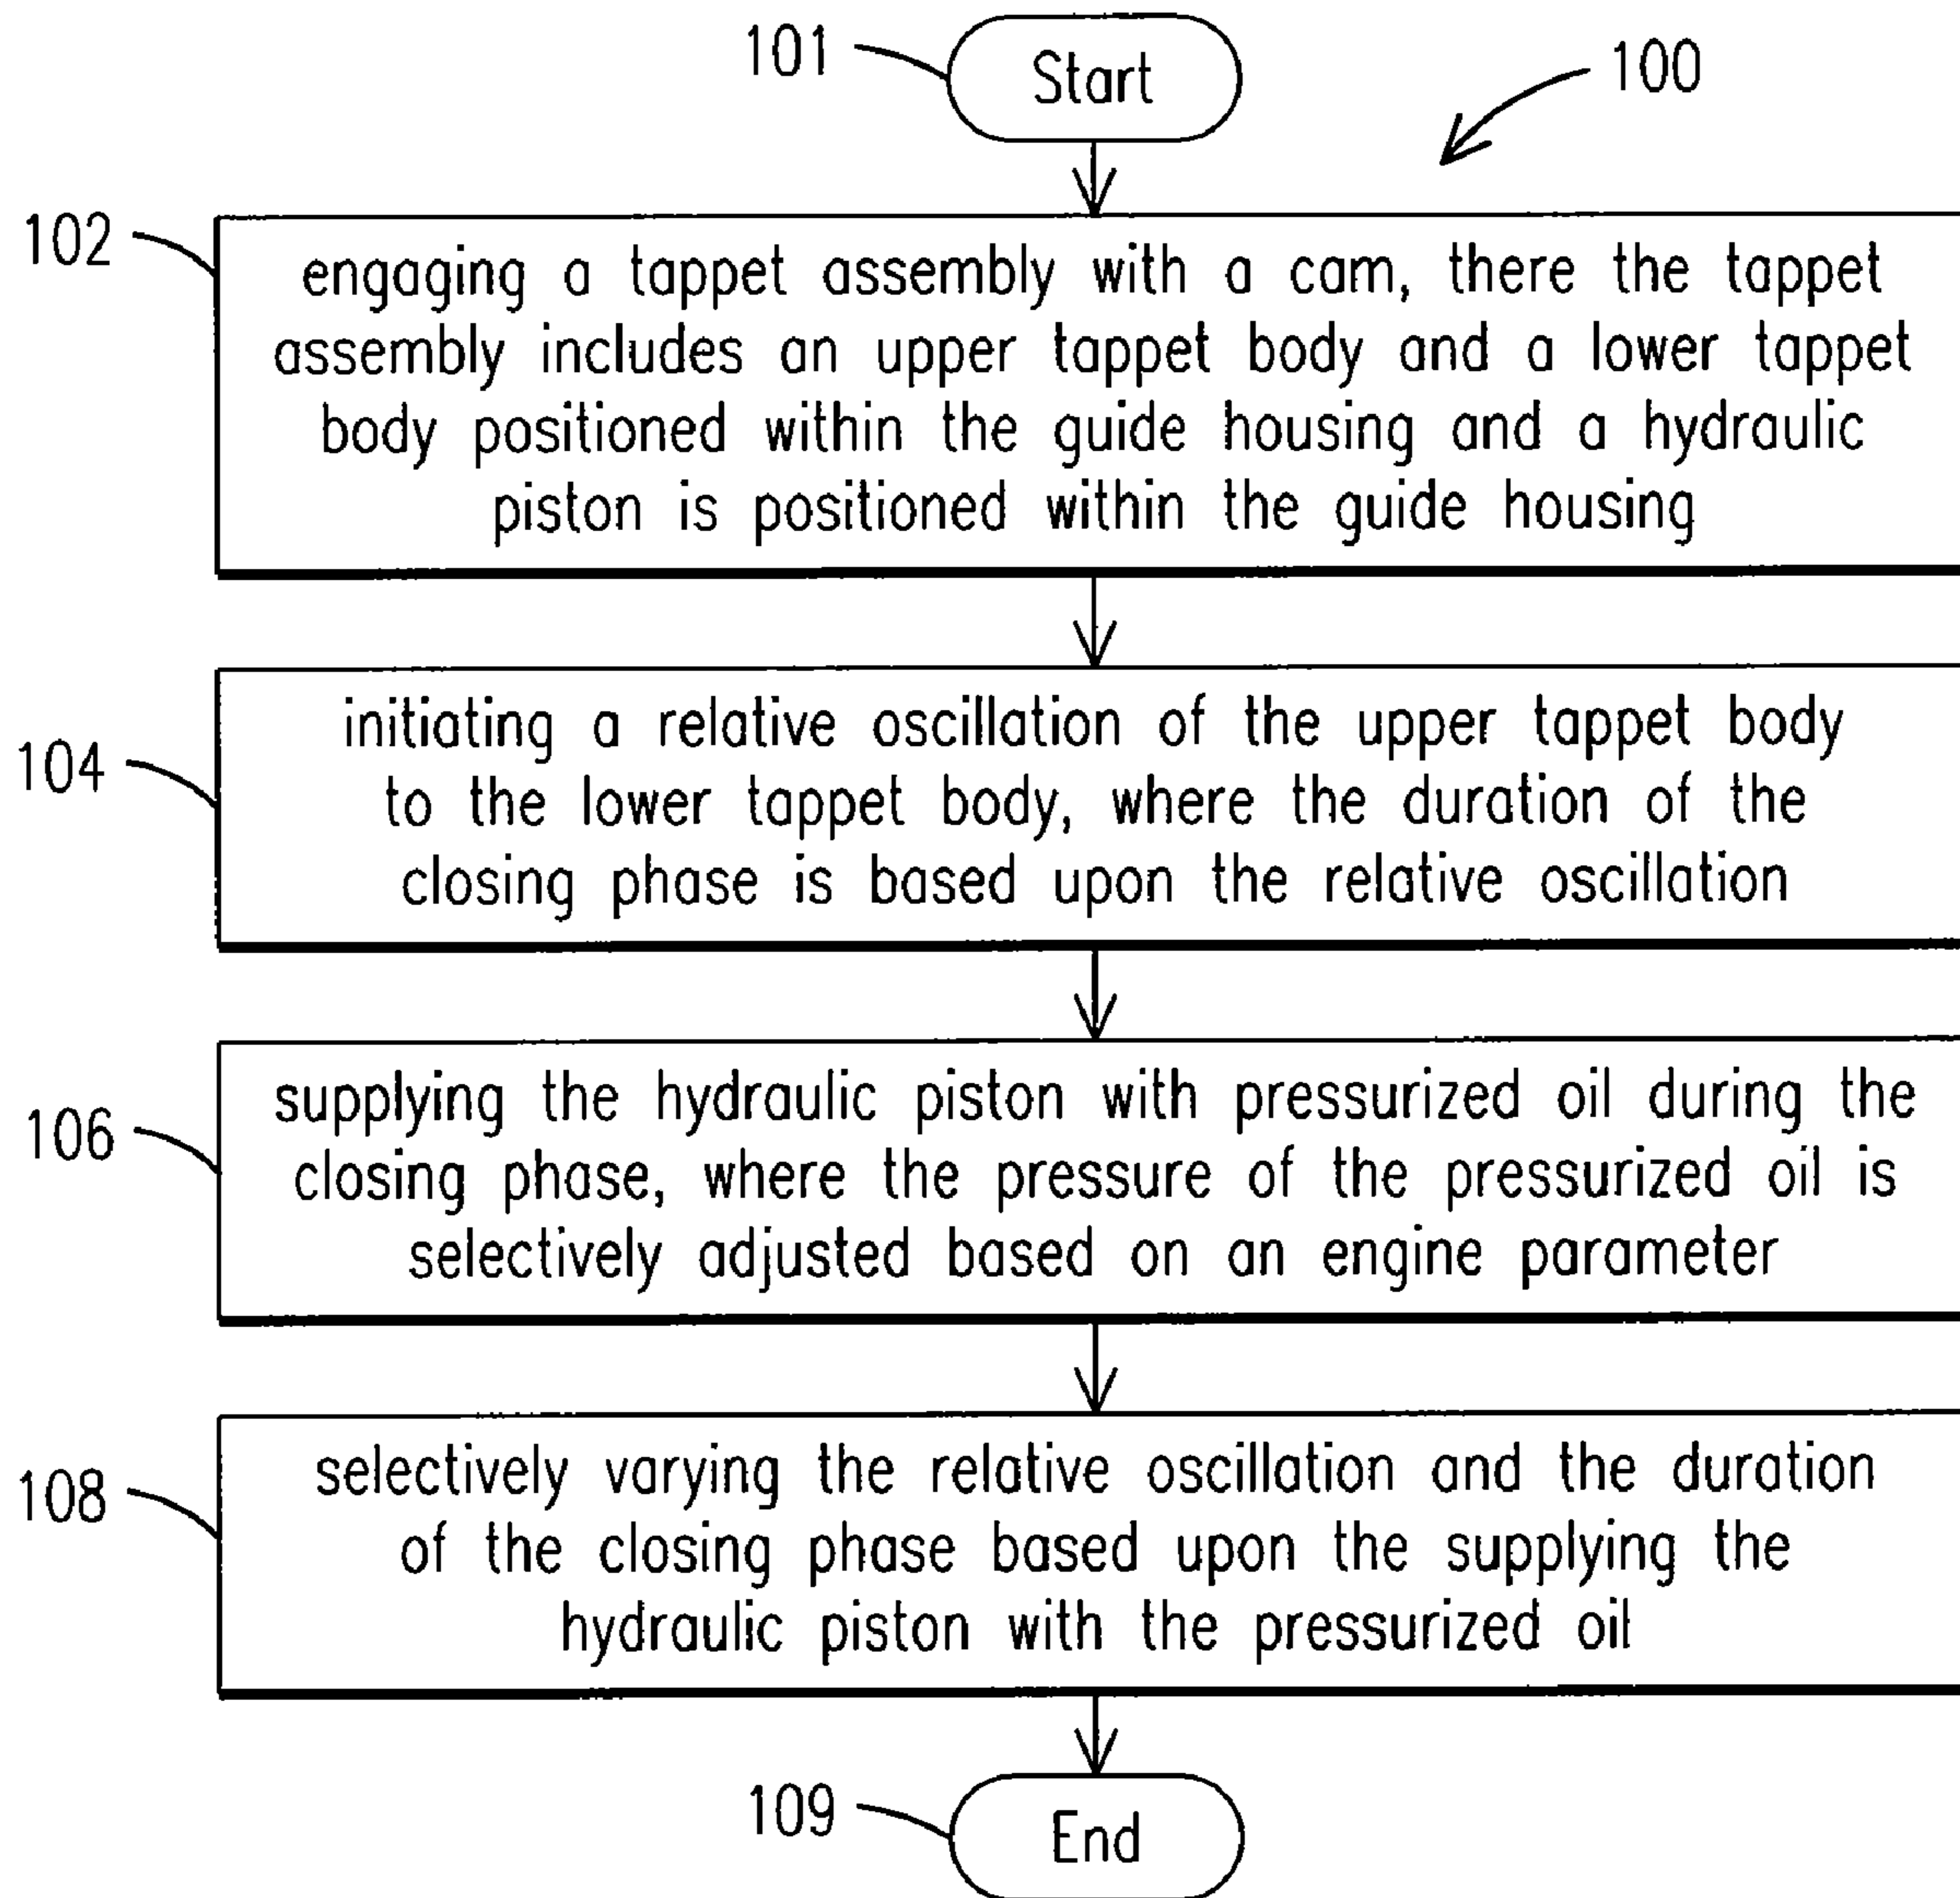 101
Start
100
102
engaging a tappet assembly with a cam, there the tappet
assembly includes an upper tappet body and a lower tappet
body positioned within the guide housing and a hydraulic
piston is positioned within the guide housing
104
initiating a relative oscillation of the upper tappet body
to the lower tappet body, where the duration of the
closing phase is based upon the relative oscillation
106
supplying the hydraulic piston with pressurized oil during the
closing phase, where the pressure of the pressurized oil is
selectively adjusted based on an engine parameter
108
selectively varying the relative oscillation and the duration
of the closing phase based upon the supplying the
hydraulic piston with the pressurized oil
109
End